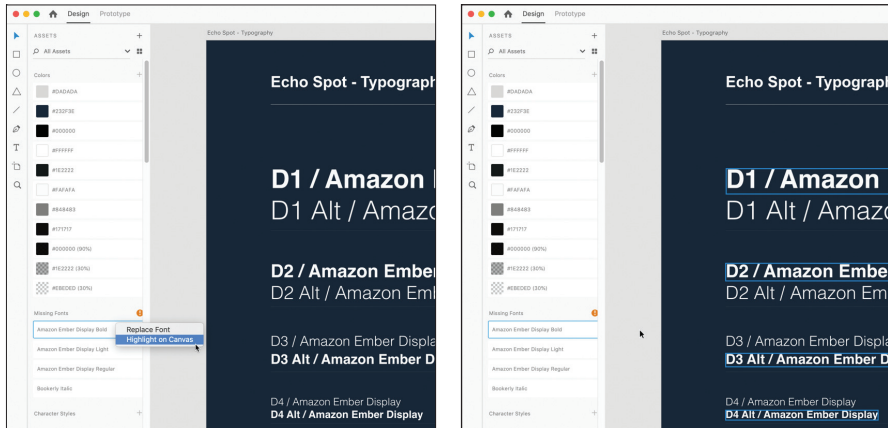 Design Prototype
ASSETS +
All Assets
Colors +
#DADADA
#232F3E
#000000
#FFFFFF
#1E2222
#FAFAFA
#848483
#171717
#000000 (90%)
#1E2222 (30%)
#EBEDED (30%)
Missing Fonts
Amazon Ember Display Bold
Replace Font
Highlight on Canvas
Amazon Ember Display Light
Amazon Ember Display Regular
Bookerly Italic
Character Styles +
Echo Spot - Typography
Echo Spot - Typograph
D1 / Amazon
D1 Alt / Amazo
D2 / Amazon Ember
D2 Alt / Amazon Em
D3 / Amazon Ember Displa
D3 Alt / Amazon Ember D
D4 / Amazon Ember Display
D4 Alt / Amazon Ember Display
Design Prototype
ASSETS +
All Assets
Colors +
#DADADA
#232F3E
#000000
#FFFFFF
#1E2222
#FAFAFA
#848483
#171717
#000000 (90%)
#1E2222 (30%)
#EBEDED (30%)
Missing Fonts
Amazon Ember Display Bold
Amazon Ember Display Light
Amazon Ember Display Regular
Bookerly Italic
Character Styles +
Echo Spot - Typography
Echo Spot - Typograph
D1 / Amazon
D1 Alt / Amazo
D2 / Amazon Embe
D2 Alt / Amazon Em
D3 / Amazon Ember Displa
D3 Alt / Amazon Ember D
D4 / Amazon Ember Display
D4 Alt / Amazon Ember Display